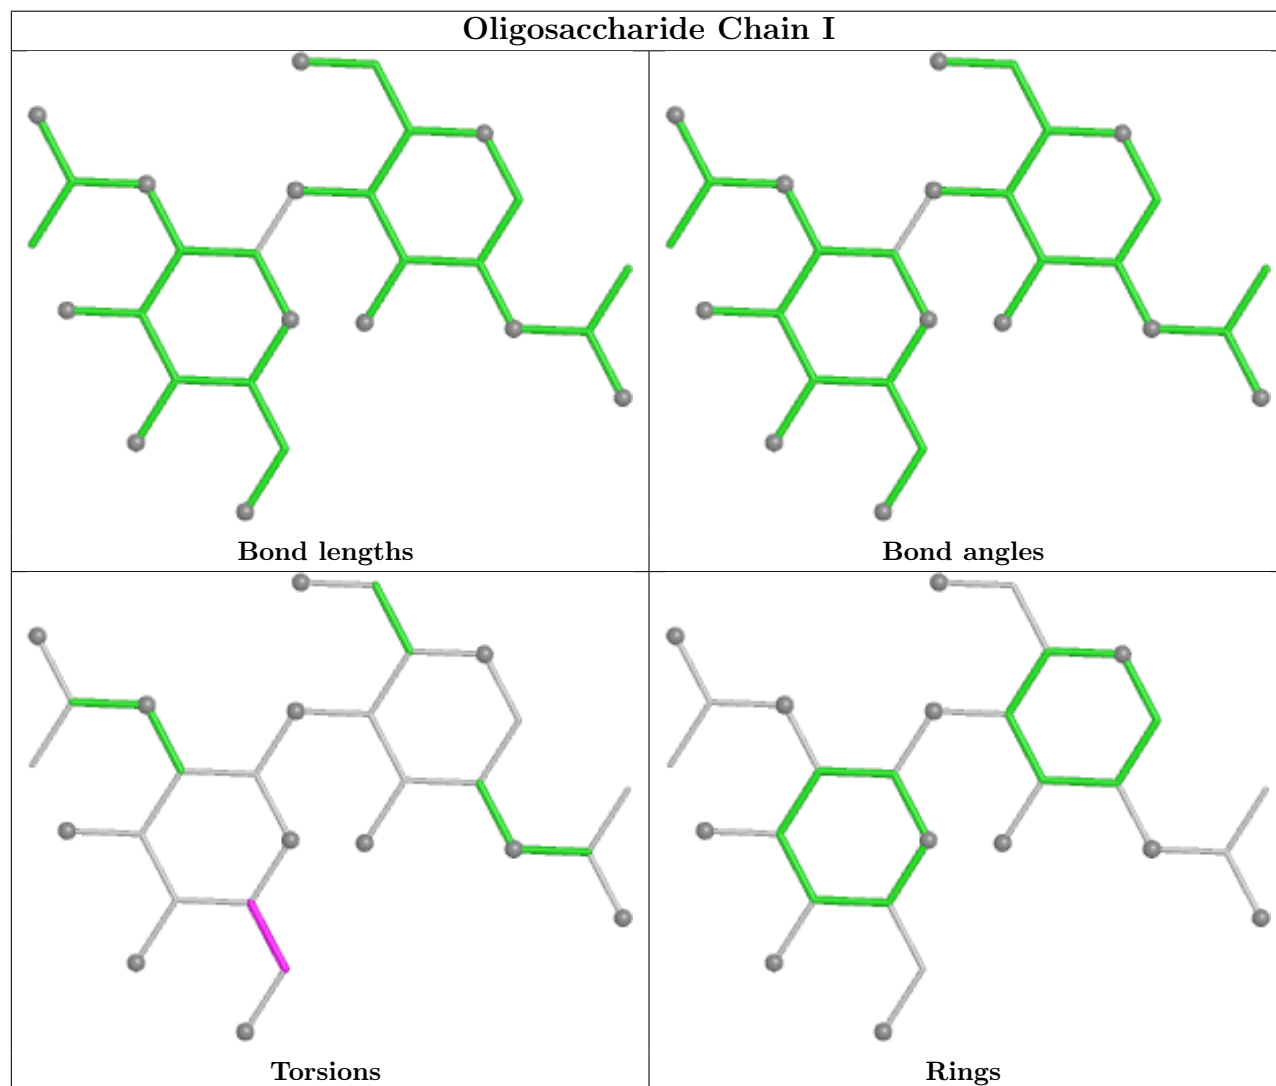 Oligosaccharide Chain I
Bond lengths
Bond angles
Torsions
Rings